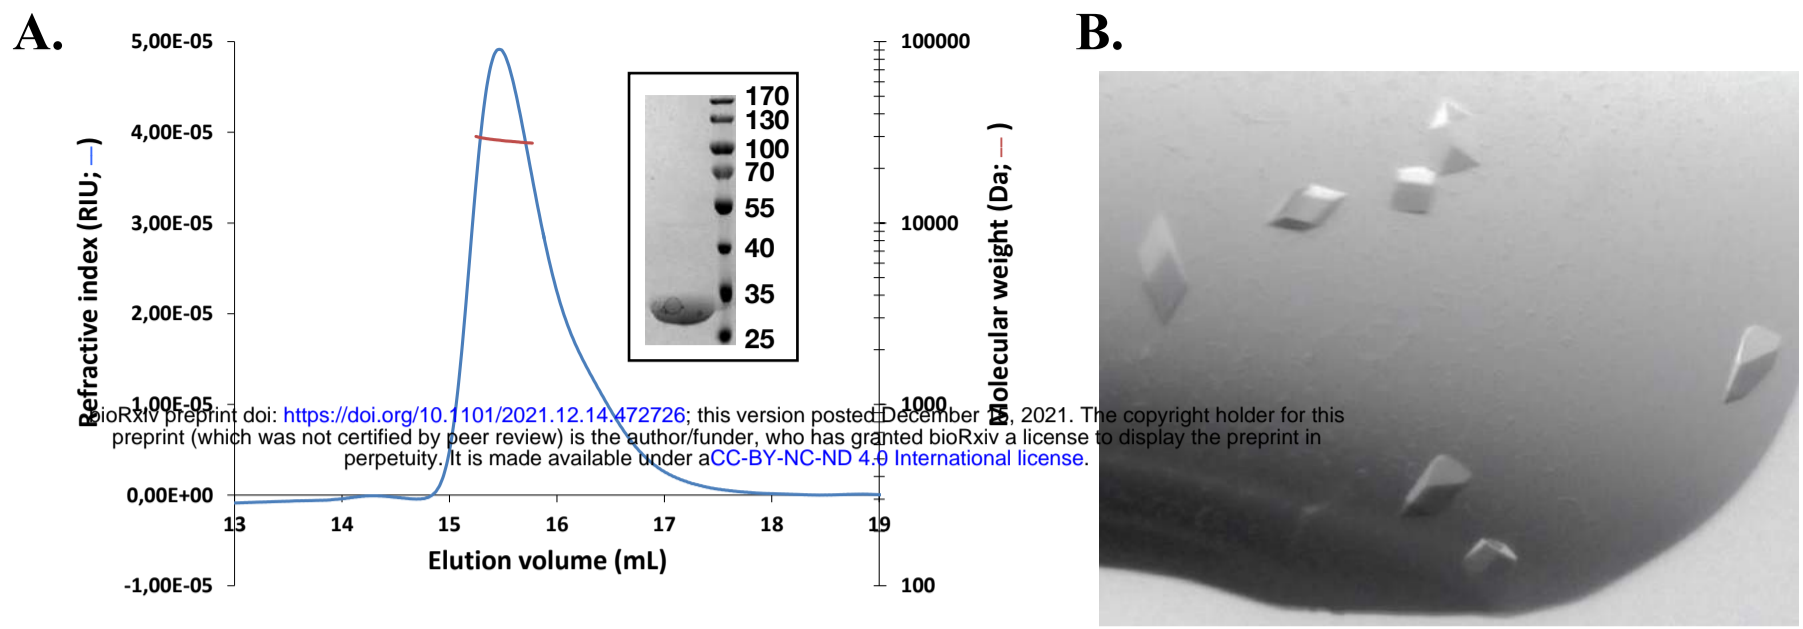 A.
B.
5,00E-05
4,00E-05
3,00E-05
2,00E-05
1,00E-05
0,00E+00
-1,00E-05
Refractive index (RIU; — )
170
130
100
70
55
40
35
25
100000
10000
1000
100
Molecular weight (Da; — )
bioRxiv preprint doi: https://doi.org/10.1101/2021.12.14.472726; this version posted December 15, 2021. The copyright holder for this
preprint (which was not certified by peer review) is the author/funder, who has granted bioRxiv a license to display the preprint in
perpetuity. It is made available under aCC-BY-NC-ND 4.0 International license.
13 14 15 16 17 18 19
Elution volume (mL)